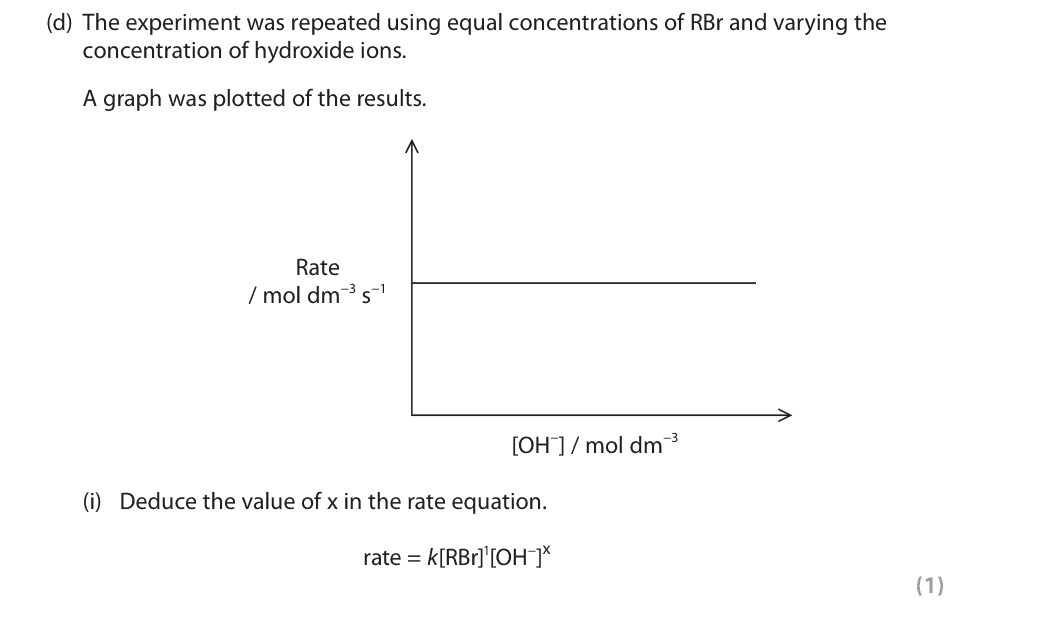 (d) The experiment was repeated using equal concentrations of RBr and varying the
concentration of hydroxide ions.
A graph was plotted of the results.
Rate
/ mol dm⁻³ s⁻¹
[OH⁻] / mol dm⁻³
(i) Deduce the value of x in the rate equation.
rate = k[RBr]¹[OH⁻]ˣ
(1)